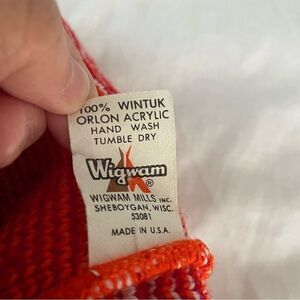 100% WINTUK
ORLON ACRYLIC
HAND WASH
TUMBLE DRY
Wigwam ®
WIGWAM MILLS INC.
SHEBOYGAN, WISC.
53081
MADE IN U.S.A.